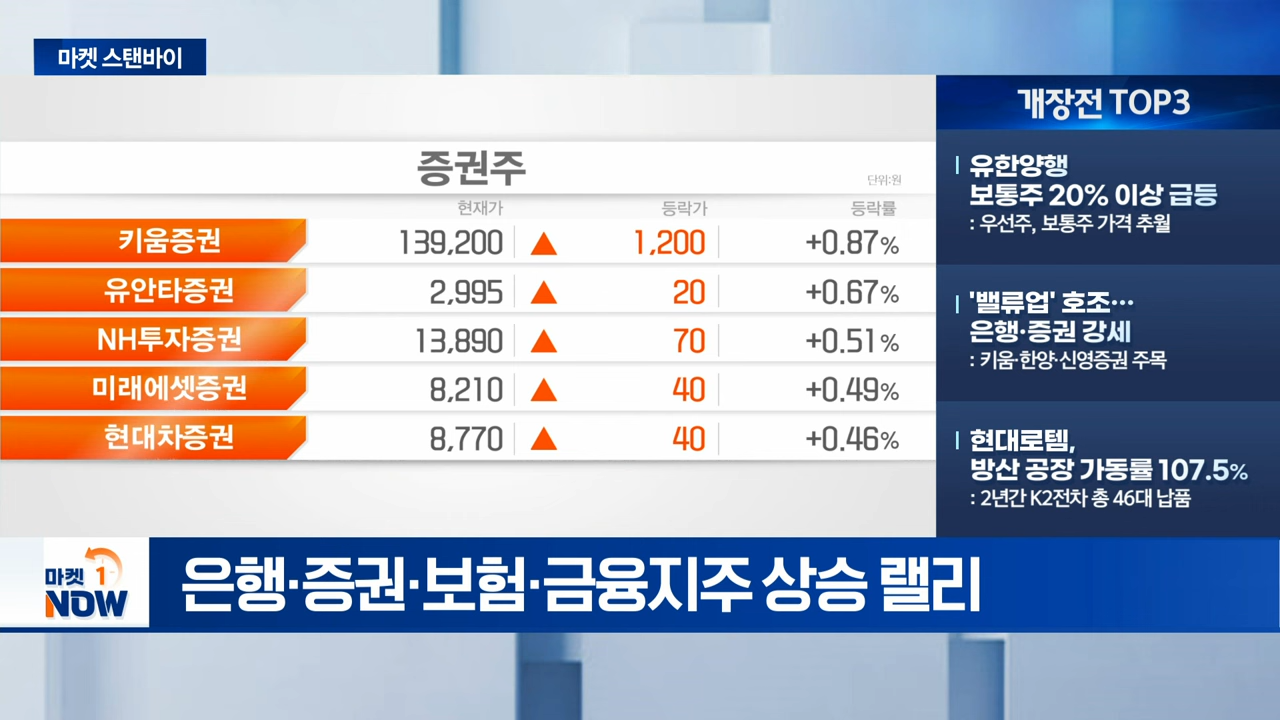 마켓 스탠바이
증권주
단위:원
현재가 등락가 등락률
키움증권 139,200 ▲ 1,200 +0.87%
유안타증권 2,995 ▲ 20 +0.67%
NH투자증권 13,890 ▲ 70 +0.51%
미래에셋증권 8,210 ▲ 40 +0.49%
현대차증권 8,770 ▲ 40 +0.46%
개장전 TOP3
유한양행
보통주 20% 이상 급등
: 우선주, 보통주 가격 추월
'밸류업' 호조…
은행·증권 강세
: 키움·한양·신영증권 주목
현대로템,
방산 공장 가동률 107.5%
: 2년간 K2전차 총 46대 납품
마켓 1
NOW
은행·증권·보험·금융지주 상승 랠리